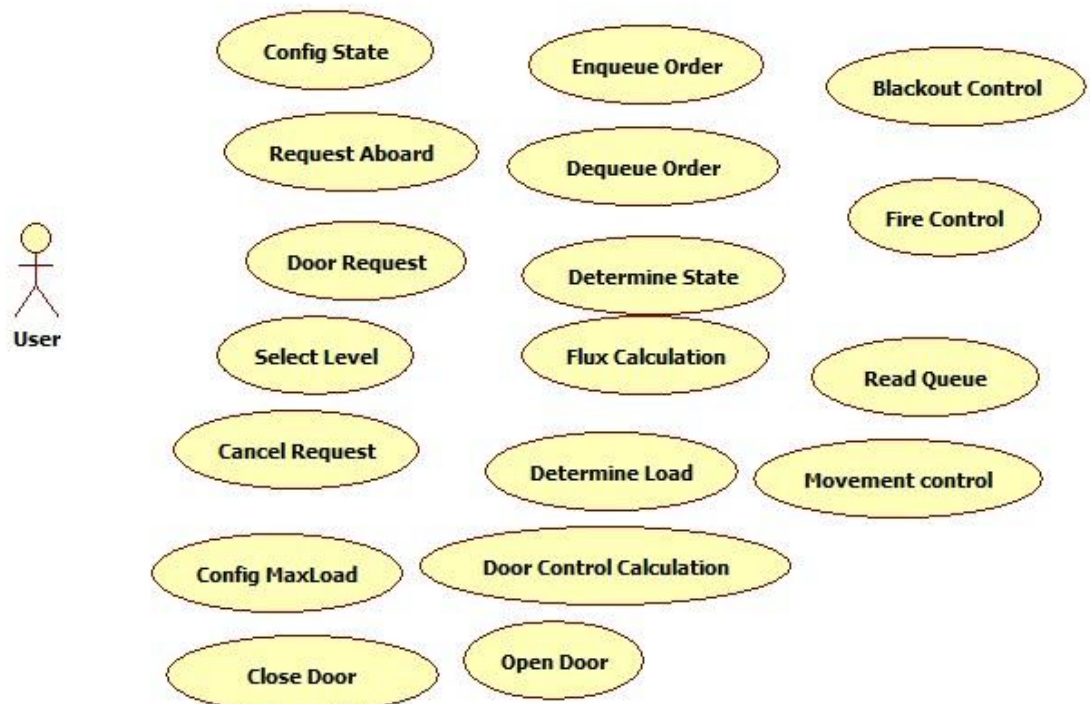 Config State
Enqueue Order
Blackout Control
Request Aboard
Dequeue Order
Fire Control
Door Request
Determine State
User
Select Level
Flux Calculation
Read Queue
Cancel Request
Determine Load
Movement control
Config MaxLoad
Door Control Calculation
Close Door
Open Door